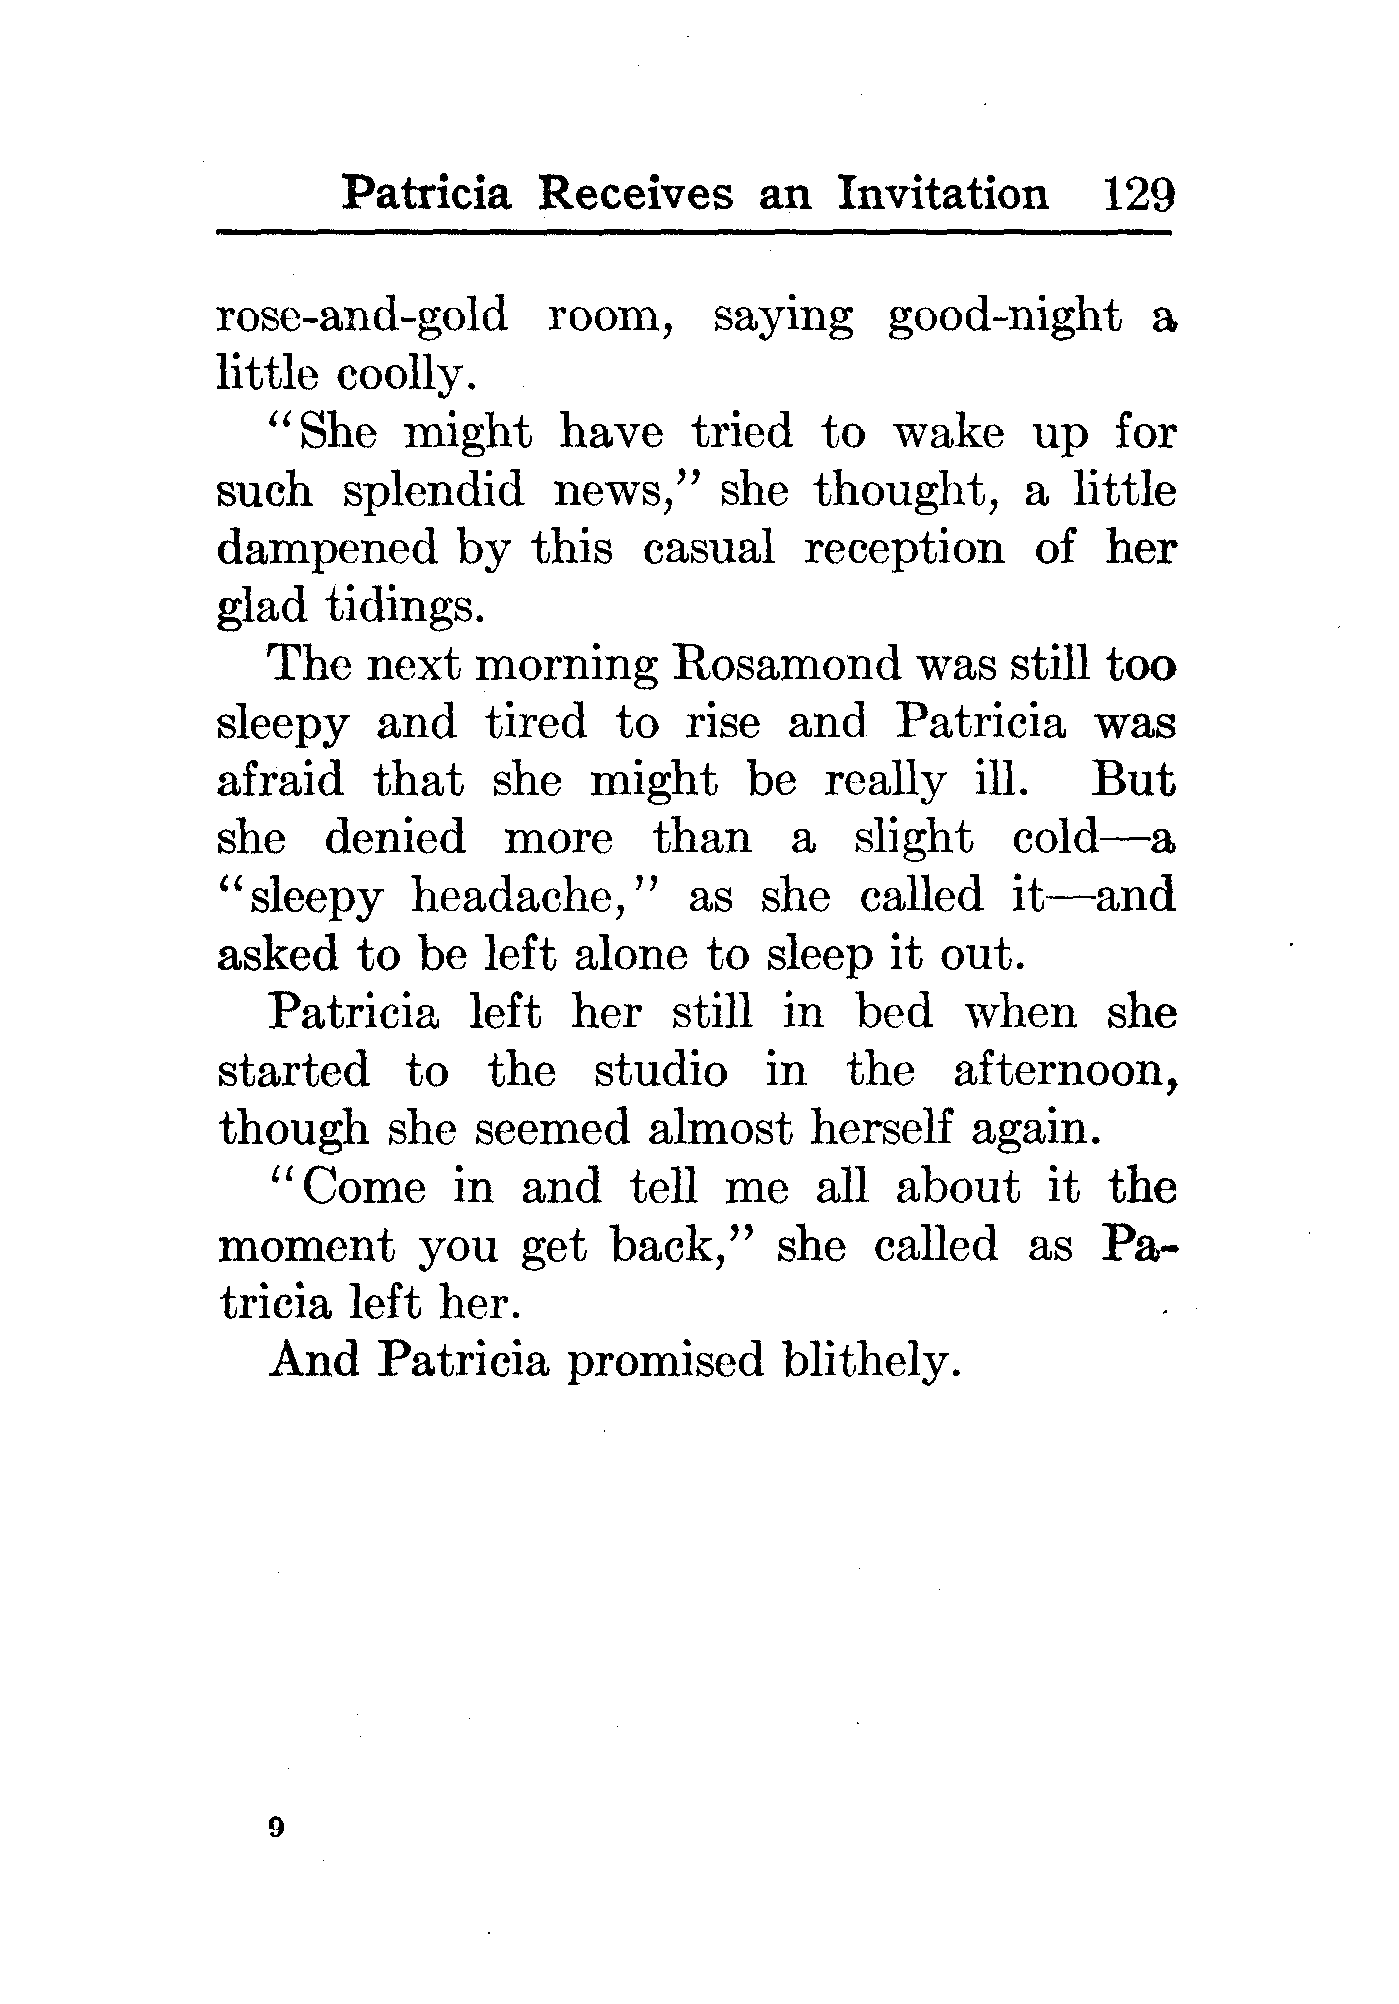 Patricia Receives an Invitation 129
rose-and-gold room, saying good-night a
little coolly.
"She might have tried to wake up for
such splendid news," she thought, a little
dampened by this casual reception of her
glad tidings.
The next morning Rosamond was still too
sleepy and tired to rise and Patricia was
afraid that she might be really ill. But
she denied more than a slight cold—a
"sleepy headache," as she called it—and
asked to be left alone to sleep it out.
Patricia left her still in bed when she
started to the studio in the afternoon,
though she seemed almost herself again.
"Come in and tell me all about it the
moment you get back," she called as Pa-
tricia left her.
And Patricia promised blithely.
9